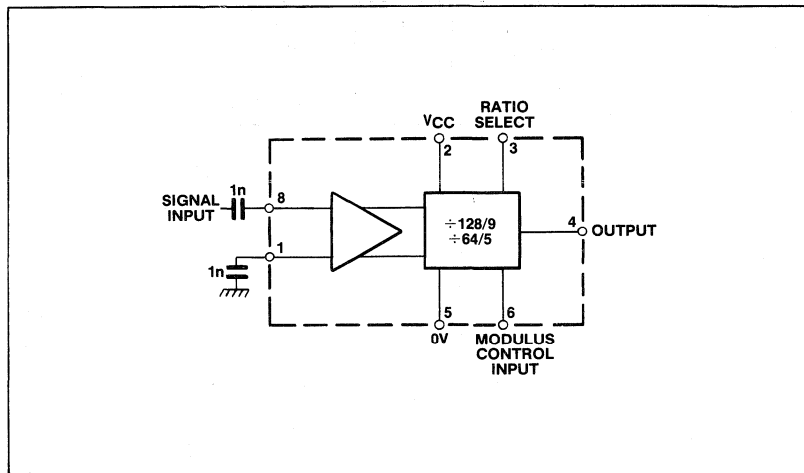 RATIO
SELECT
VCC
2
3
1n
8
SIGNAL
INPUT
÷128/9
÷64/5
4
OUTPUT
1
1n
5
6
0V
MODULUS
CONTROL
INPUT